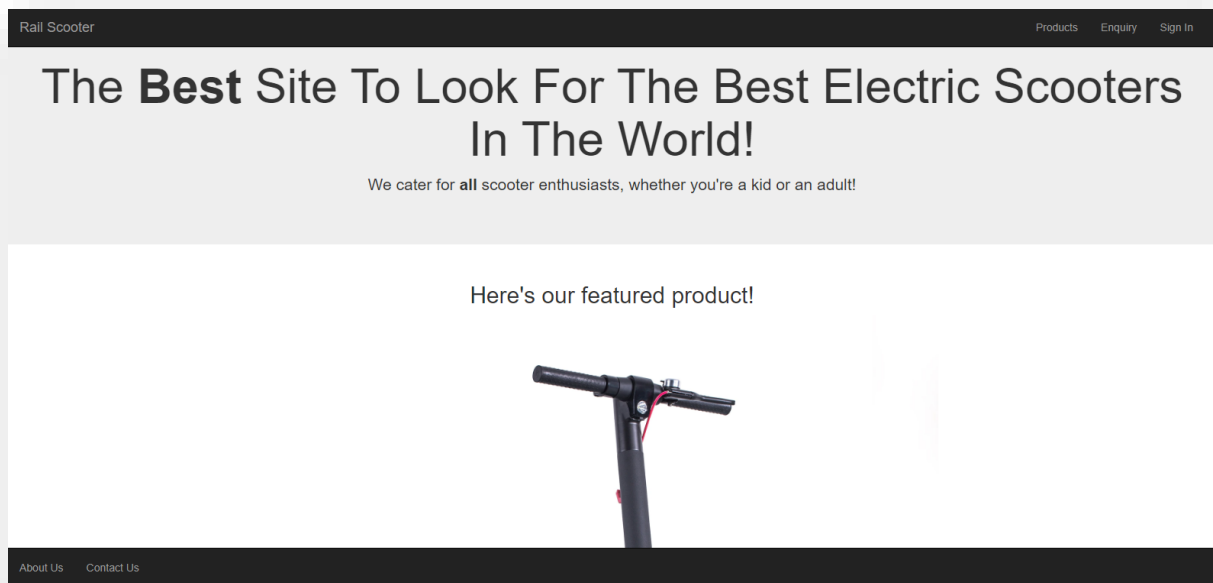 Rail Scooter
Products Enquiry Sign In
The Best Site To Look For The Best Electric Scooters
In The World!
We cater for all scooter enthusiasts, whether you're a kid or an adult!
Here's our featured product!
About Us Contact Us